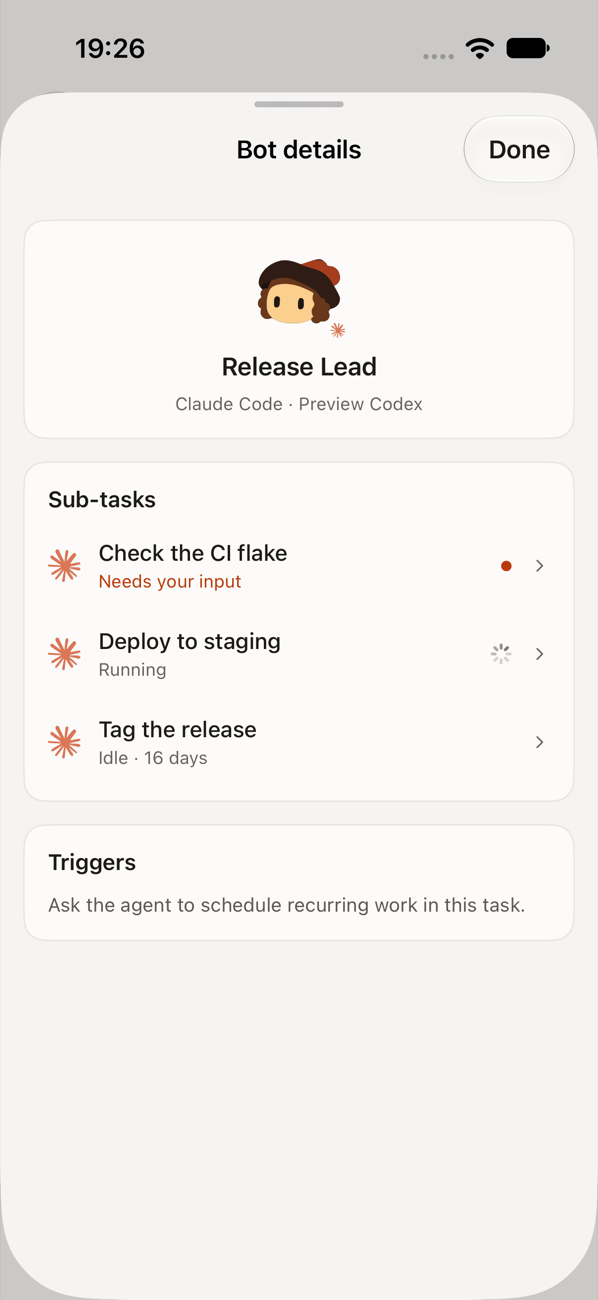 19:26
Bot details
Done
Release Lead
Claude Code · Preview Codex
Sub-tasks
Check the CI flake
Needs your input
Deploy to staging
Running
Tag the release
Idle · 16 days
Triggers
Ask the agent to schedule recurring work in this task.